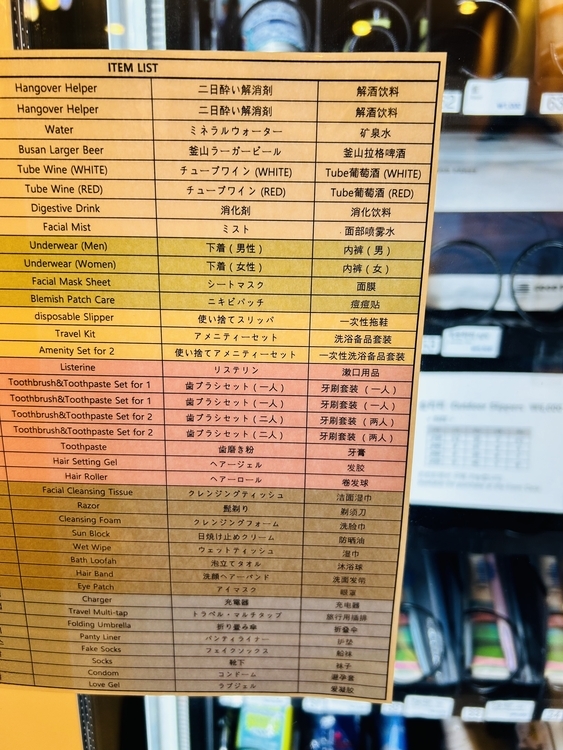 ITEM LIST
Hangover Helper 二日酔い解消剤 解酒饮料
Hangover Helper 二日酔い解消剤 解酒饮料
Water ミネラルウォーター 矿泉水
Busan Larger Beer 釜山ラーガービール 釜山拉格啤酒
Tube Wine (WHITE) チューブワイン (WHITE) Tube葡萄酒 (WHITE)
Tube Wine (RED) チューブワイン (RED) Tube葡萄酒 (RED)
Digestive Drink 消化剤 消化饮料
Facial Mist ミスト 面部喷雾水
Underwear (Men) 下着 ( 男性 ) 内裤 ( 男 )
Underwear (Women) 下着 ( 女性 ) 内裤 ( 女 )
Facial Mask Sheet シートマスク 面膜
Blemish Patch Care ニキビパッチ 痘痘贴
disposable Slipper 使い捨てスリッパ 一次性拖鞋
Travel Kit アメニティーセット 洗浴备品套装
Amenity Set for 2 使い捨てアメニティーセット 一次性洗浴备品套装
Listerine リステリン 漱口用品
Toothbrush&Toothpaste Set for 1 歯ブラシセット ( 一人 ) 牙刷套装 ( 一人 )
Toothbrush&Toothpaste Set for 1 歯ブラシセット ( 一人 ) 牙刷套装 ( 一人 )
Toothbrush&Toothpaste Set for 2 歯ブラシセット ( 二人 ) 牙刷套装 ( 两人 )
Toothbrush&Toothpaste Set for 2 歯ブラシセット ( 二人 ) 牙刷套装 ( 两人 )
Toothpaste 歯磨き粉 牙膏
Hair Setting Gel ヘアージェル 发胶
Hair Roller ヘアーロール 卷发球
Facial Cleansing Tissue クレンジングティッシュ 洁面湿巾
Razor 髭剃り 剃须刀
Cleansing Foam クレンジングフォーム 洗脸巾
Sun Block 日焼け止めクリーム 防晒油
Wet Wipe ウェットティッシュ 湿巾
Bath Loofah 泡立てタオル 沐浴球
Hair Band 洗顔ヘアーバンド 洗面发带
Eye Patch アイマスク 眼罩
Charger 充電器 充电器
Travel Multi-tap トラベル・マルチタップ 旅行用插排
Folding Umbrella 折り畳み傘 折叠伞
Panty Liner パンティライナー 护垫
Fake Socks フェイクソックス 船袜
Socks 靴下 袜子
Condom コンドーム 避孕套
Love Gel ラブジェル 爱凝胶